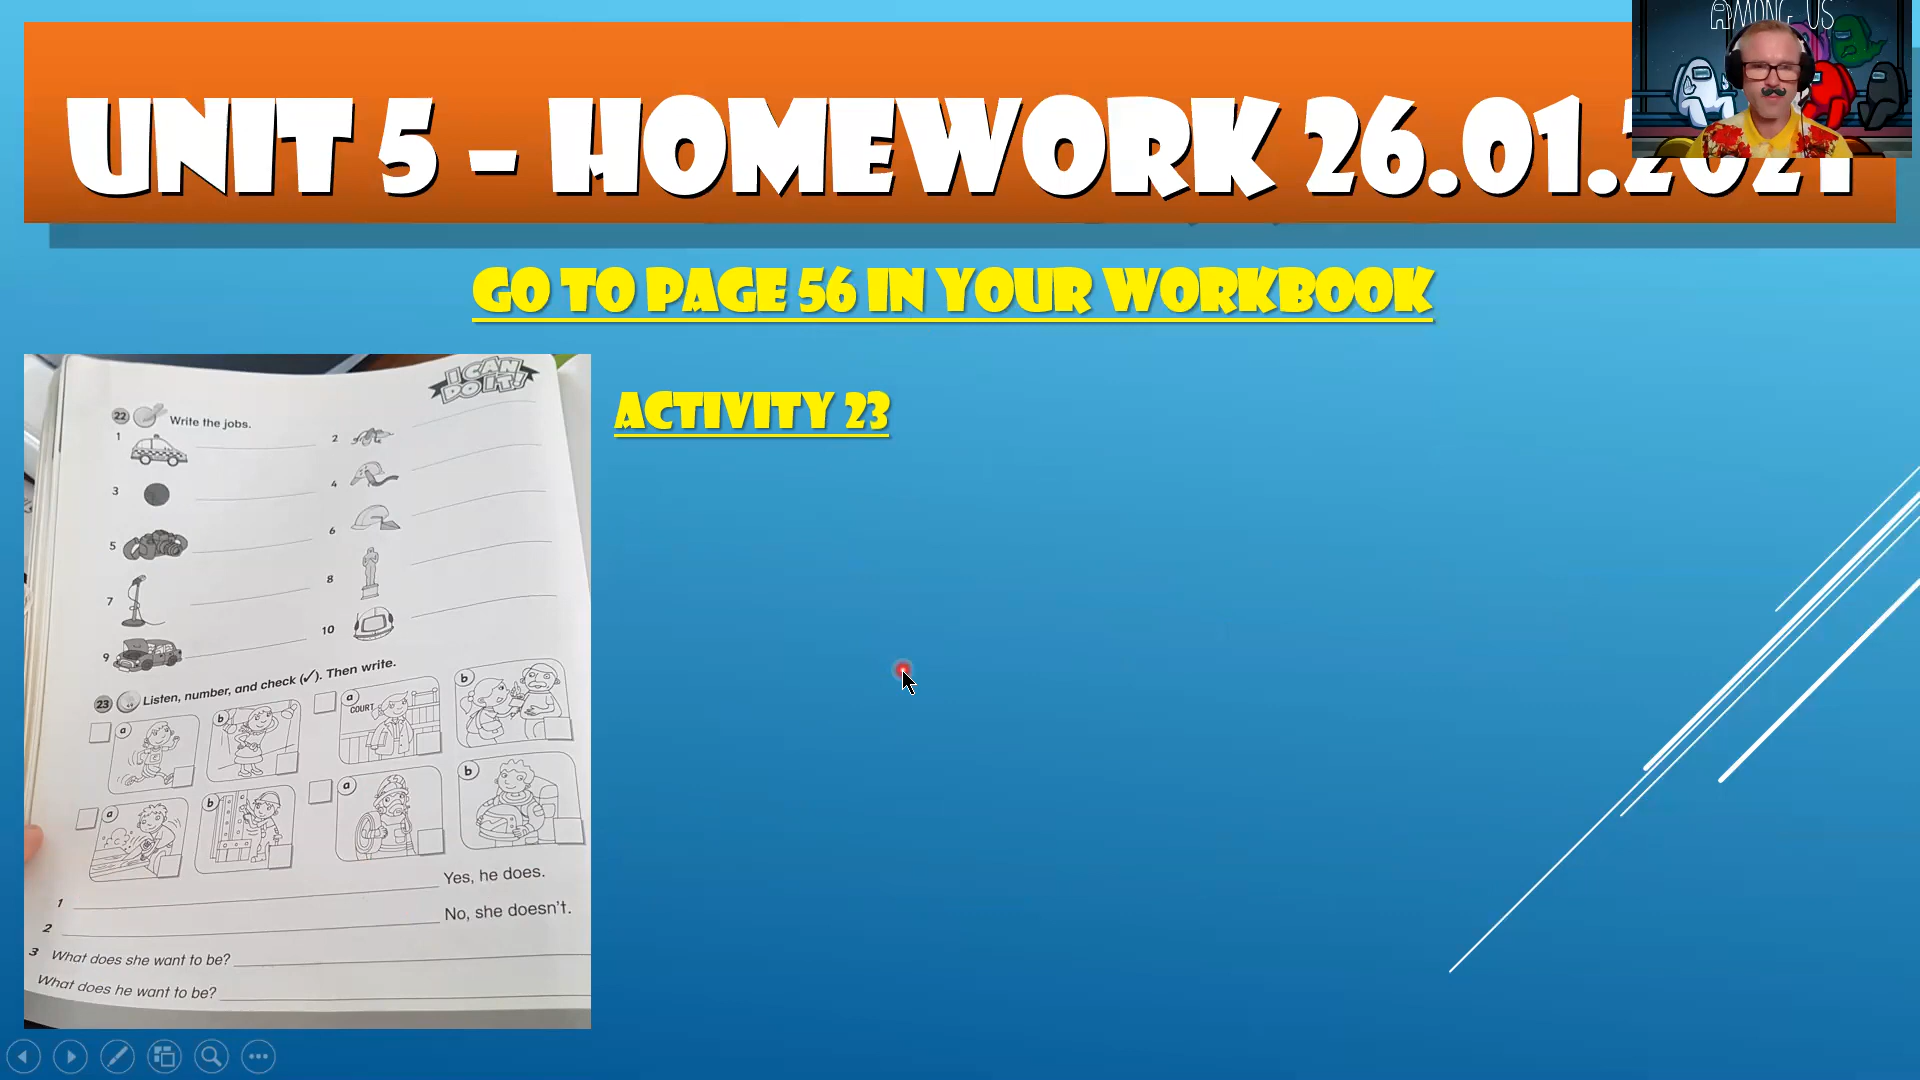 AMONG US
UNIT 5 - HOMEWORK 26.01.2021
GO TO PAGE 56 IN YOUR WORKBOOK
ACTIVITY 23
I CAN
DO IT!
22 Write the jobs.
1
2
3
4
5
6
7
8
9
10
23 Listen, number, and check (✓). Then write.
a
b
a
COURT
b
a
b
a
b
1 Yes, he does.
2 No, she doesn't.
3 What does she want to be?
What does he want to be?